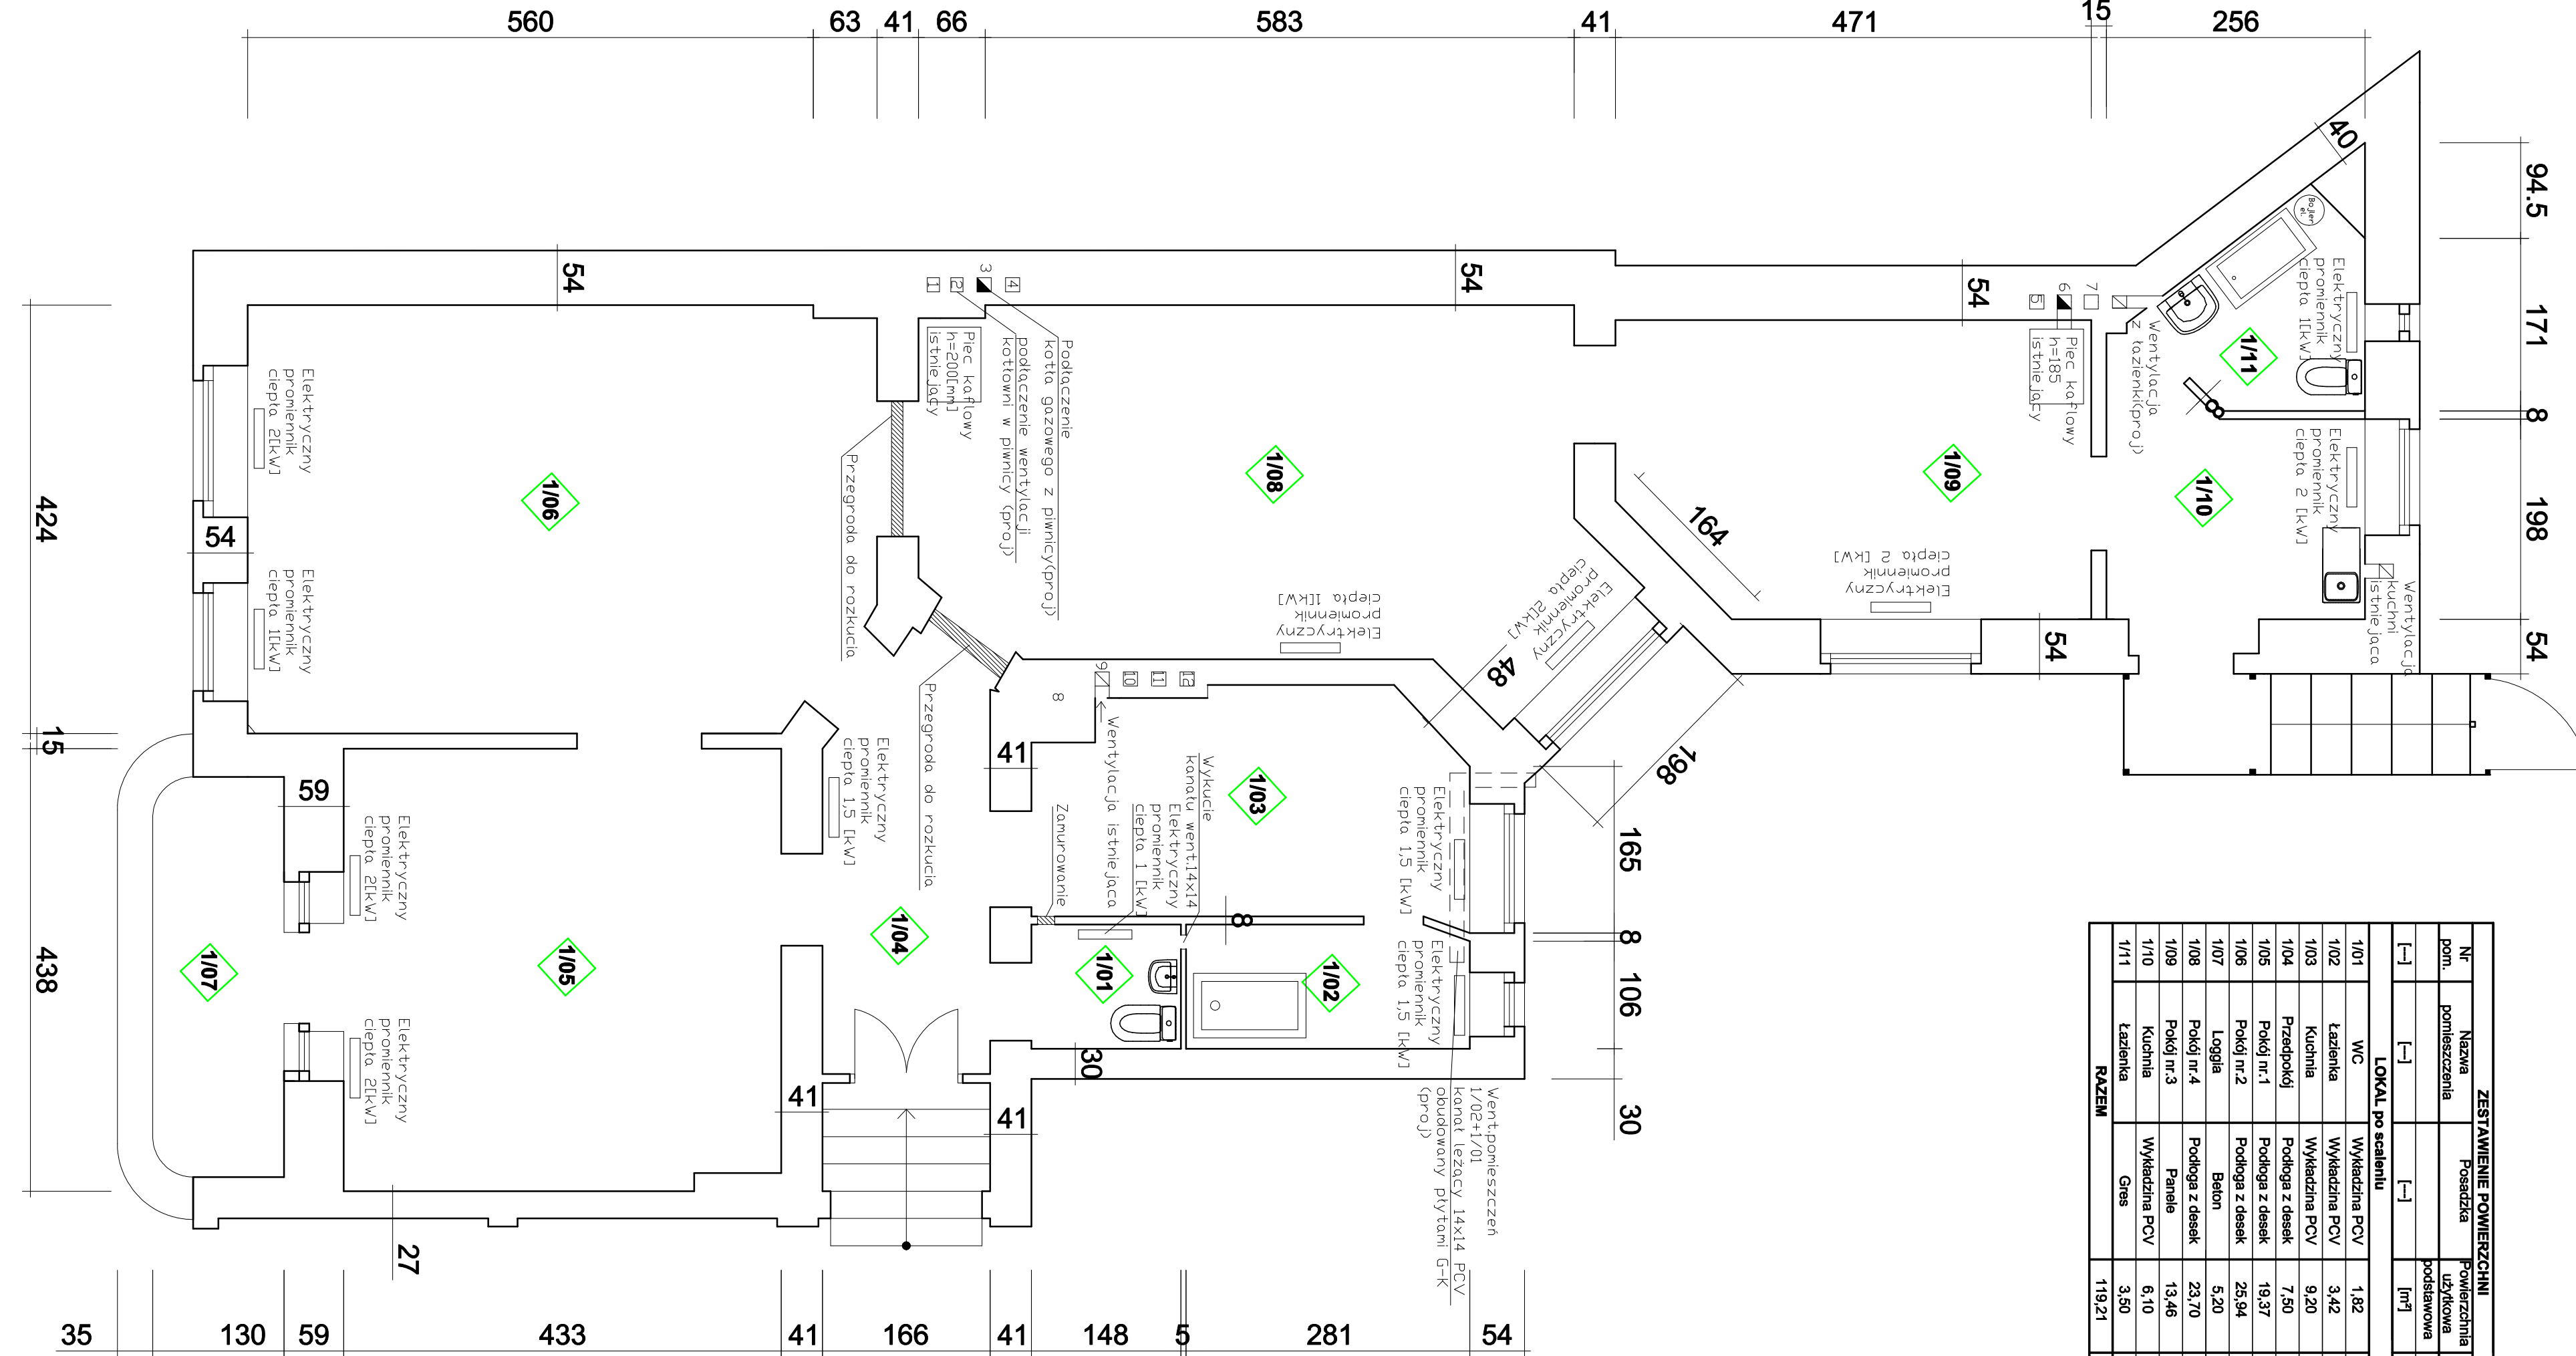 560
63
41
66
583
41
471
15
256
40
94.5
171
8
198
54
424
15
438
54
54
54
54
54
59
41
41
41
30
27
48
164
198
8
165
8
106
30
35
130
59
433
41
166
41
148
5
281
54
1
2
3
4
5
6
7
8
9
10
11
12
1/01
1/02
1/03
1/04
1/05
1/06
1/07
1/08
1/09
1/10
1/11
Elektryczny
promiennik
ciepła 2[kW]
Elektryczny
promiennik
ciepła 1[kW]
Piec kaflowy
h=200[mm]
istniejący
Podłączenie
kotła gazowego z piwnicy(proj)
podłączenie wentylacji
kotłowni w piwnicy (proj)
Przegroda do rozkucia
Przegroda do rozkucia
Elektryczny
promiennik
ciepła 1[kW]
Elektryczny
promiennik
ciepła 2[kW]
Elektryczny
promiennik
ciepła 2 [kW]
Piec kaflowy
h=185
istniejący
Wentylacja
z łazienki(proj)
Bojler
el.
Elektryczny
promiennik
ciepła 1[kW]
Elektryczny
promiennik
ciepła 2 [kW]
Wentylacja
kuchni
istniejąca
Elektryczny
promiennik
ciepła 2[kW]
Elektryczny
promiennik
ciepła 2[kW]
Elektryczny
promiennik
ciepła 1,5 [kW]
Zamurowanie
Wentylacja istniejąca
Elektryczny
promiennik
ciepła 1 [kW]
Wykucie
kanału went.14x14
Elektryczny
promiennik
ciepła 1,5 [kW]
Elektryczny
promiennik
ciepła 1,5 [kW]
Went.pomieszczeń
1/02+1/01
kanał leżący 14x14 PCV
obudowany płytami G-K
(proj)
ZESTAWIENIE POWIERZCHNI
Nr pom. Nazwa pomieszczenia Posadzka Powierzchnia użytkowa podstawowa
[---] [---] [---] [m²]
LOKAL po scaleniu
1/01 WC Wykładzina PCV 1,82
1/02 Łazienka Wykładzina PCV 3,42
1/03 Kuchnia Wykładzina PCV 9,20
1/04 Przedpokój Podłoga z desek 7,50
1/05 Pokój nr.1 Podłoga z desek 19,37
1/06 Pokój nr.2 Podłoga z desek 25,94
1/07 Loggia Beton 5,20
1/08 Pokój nr.4 Podłoga z desek 23,70
1/09 Pokój nr.3 Panele 13,46
1/10 Kuchnia Wykładzina PCV 6,10
1/11 Łazienka Gres 3,50
RAZEM 119,21